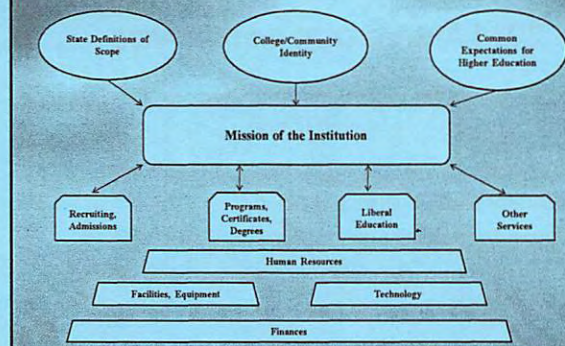 State Definitions of
Scope
College/Community
Identity
Common
Expectations for
Higher Education
Mission of the Institution
Recruiting,
Admissions
Programs,
Certificates,
Degrees
Liberal
Education
Other
Services
Human Resources
Facilities, Equipment
Technology
Finances